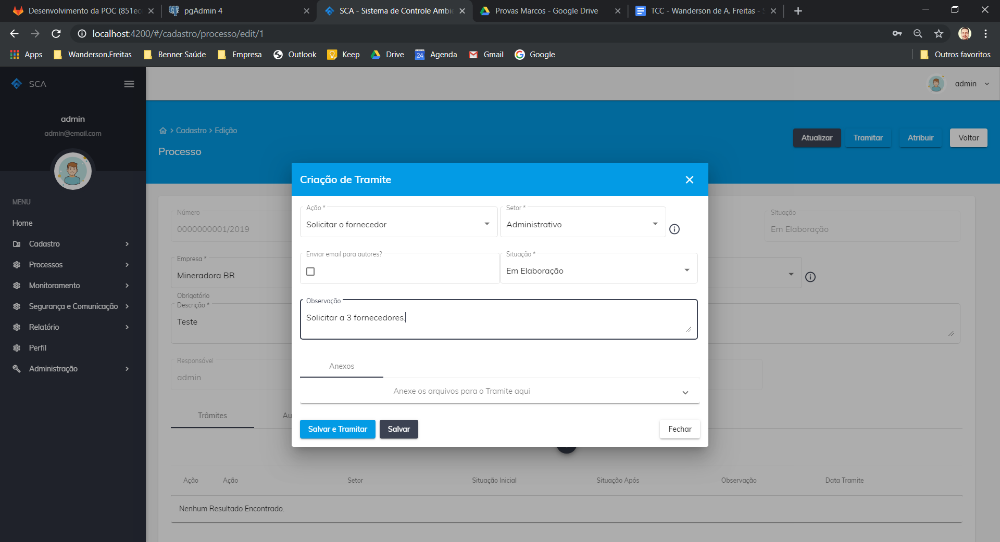 Desenvolvimento da POC (851ec
pgAdmin 4
SCA - Sistema de Controle Ambie
Provas Marcos - Google Drive
TCC - Wanderson de A. Freitas - S
localhost:4200/#/cadastro/processo/edit/1
Apps
Wanderson.Freitas
Benner Saúde
Empresa
Outlook
Keep
Drive
24
Agenda
Gmail
Google
Outros favoritos
SCA
admin
admin
admin@email.com
Cadastro
Edição
Processo
Atualizar
Tramitar
Atribuir
Voltar
MENU
Home
Cadastro
Processos
Monitoramento
Segurança e Comunicação
Relatório
Perfil
Administração
Número
0000000001/2019
Situação
Em Elaboração
Empresa *
Mineradora BR
Obrigatório
Descrição *
Teste
Responsável
admin
Trâmites
Au
Criação de Tramite
Ação *
Solicitar o fornecedor
Setor *
Administrativo
Enviar email para autores?
Situação *
Em Elaboração
Observação
Solicitar a 3 fornecedores.
Anexos
Anexe os arquivos para o Tramite aqui
Salvar e Tramitar
Salvar
Fechar
Ação
Ação
Setor
Situação Inicial
Situação Após
Observação
Data Tramite
Nenhum Resultado Encontrado.